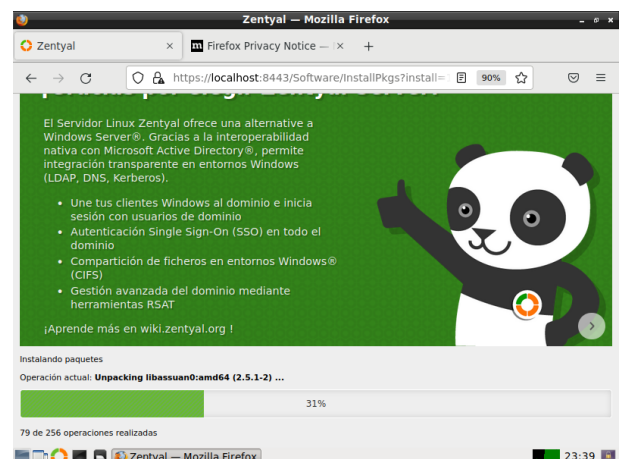 Zentyal — Mozilla Firefox
Zentyal
Firefox Privacy Notice —
https://localhost:8443/Software/InstallPkgs?install=
90%
El Servidor Linux Zentyal ofrece una alternative a
Windows Server®. Gracias a la interoperabilidad
nativa con Microsoft Active Directory®, permite
integración transparente en entornos Windows
(LDAP, DNS, Kerberos).
• Une tus clientes Windows al dominio e inicia
sesión con usuarios de dominio
• Autenticación Single Sign-On (SSO) en todo el
dominio
• Compartición de ficheros en entornos Windows®
(CIFS)
• Gestión avanzada del dominio mediante
herramientas RSAT
¡Aprende más en wiki.zentyal.org !
Instalando paquetes
Operación actual: Unpacking libassuan0:amd64 (2.5.1-2) ...
31%
79 de 256 operaciones realizadas
Zentyal — Mozilla Firefox
23:39